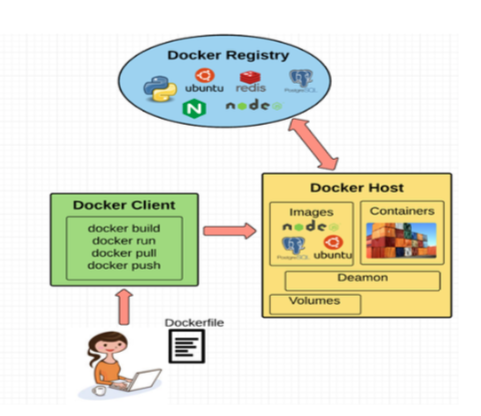 Docker Registry
ubuntu
redis
PostgreSQL
node
Docker Client
docker build
docker run
docker pull
docker push
Docker Host
Images
node
PostgreSQL
ubuntu
Containers
Deamon
Volumes
Dockerfile